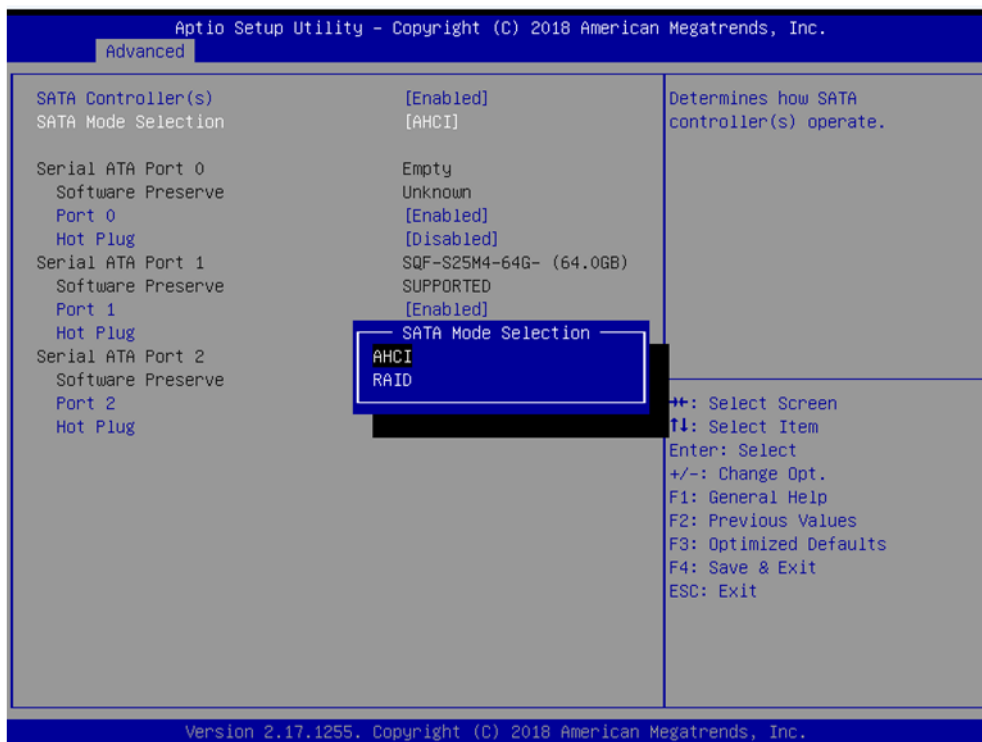 Aptio Setup Utility – Copyright (C) 2018 American Megatrends, Inc.
Advanced
SATA Controller(s) [Enabled]
SATA Mode Selection [AHCI]
Serial ATA Port 0 Empty
Software Preserve Unknown
Port 0 [Enabled]
Hot Plug [Disabled]
Serial ATA Port 1 SQF-S25M4-64G- (64.0GB)
Software Preserve SUPPORTED
Port 1 [Enabled]
Hot Plug
Serial ATA Port 2
Software Preserve
Port 2
Hot Plug
SATA Mode Selection
AHCI
RAID
Determines how SATA
controller(s) operate.
→←: Select Screen
↑↓: Select Item
Enter: Select
+/-: Change Opt.
F1: General Help
F2: Previous Values
F3: Optimized Defaults
F4: Save & Exit
ESC: Exit
Version 2.17.1255. Copyright (C) 2018 American Megatrends, Inc.